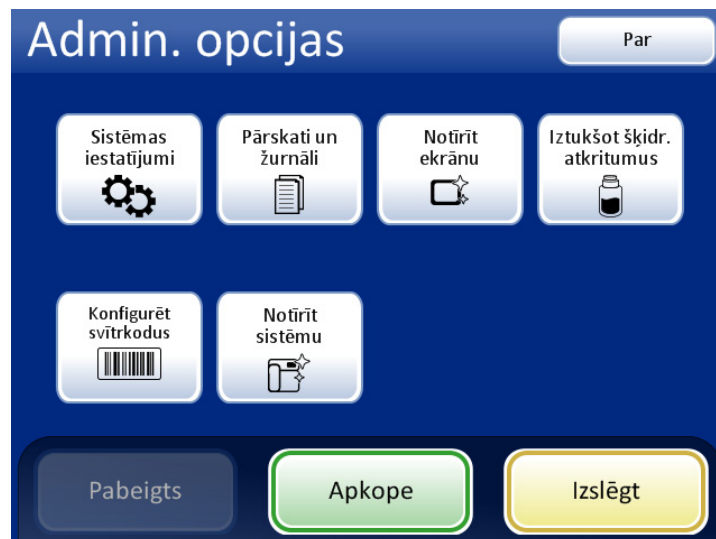 Admin. opcijas
Par
Sistēmas
iestatījumi
Pārskati un
žurnāli
Notīrīt
ekrānu
Iztukšot šķidr.
atkritumus
Konfigurēt
svītrkodus
Notīrīt
sistēmu
Pabeigts
Apkope
Izslēgt